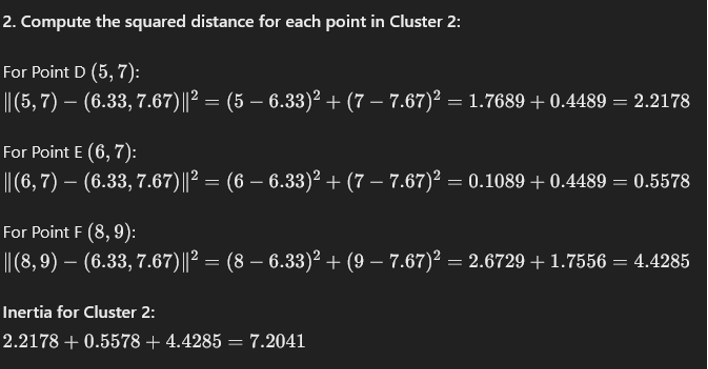 2. Compute the squared distance for each point in Cluster 2:
For Point D (5, 7):
∥(5, 7) − (6.33, 7.67)∥² = (5 − 6.33)² + (7 − 7.67)² = 1.7689 + 0.4489 = 2.2178
For Point E (6, 7):
∥(6, 7) − (6.33, 7.67)∥² = (6 − 6.33)² + (7 − 7.67)² = 0.1089 + 0.4489 = 0.5578
For Point F (8, 9):
∥(8, 9) − (6.33, 7.67)∥² = (8 − 6.33)² + (9 − 7.67)² = 2.6729 + 1.7556 = 4.4285
Inertia for Cluster 2:
2.2178 + 0.5578 + 4.4285 = 7.2041